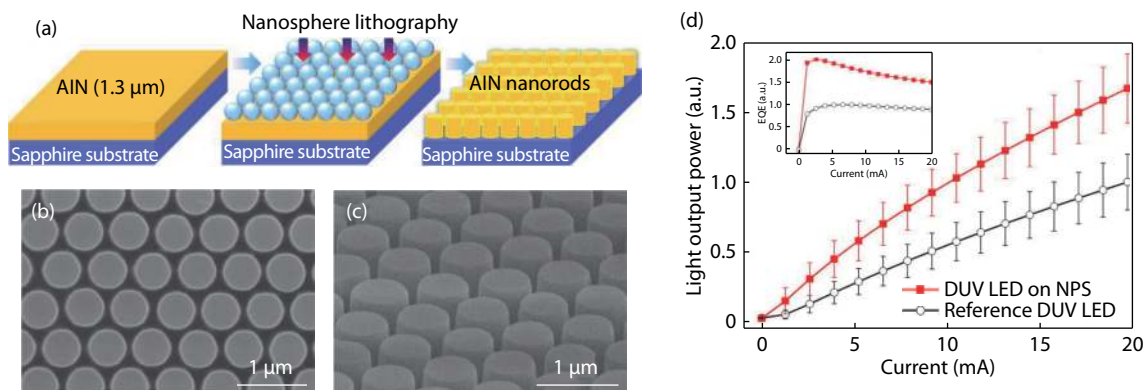 (a)
Nanosphere lithography
AlN (1.3 μm)
AlN nanorods
Sapphire substrate
Sapphire substrate
Sapphire substrate
(b)
1 μm
(c)
1 μm
(d)
Light output power (a.u.)
2.0
1.5
1.0
0.5
0
0
5
10
15
20
Current (mA)
DUV LED on NPS
Reference DUV LED
EQE (a.u.)
2.0
1.5
1.0
0.5
0
0
5
10
15
20
Current (mA)